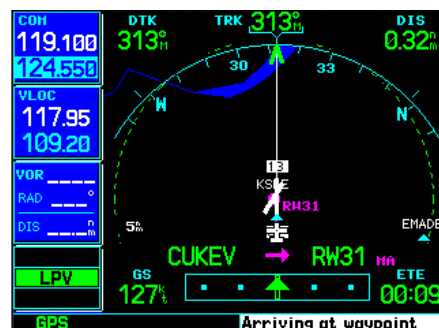 COM
119.100
124.550
VLOC
117.95
109.20
VOR
RAD
DIS
LPV
GPS
DTK
313°M
TRK 313°M
DIS
0.32nm
30
33
W
N
13
RW31
5nm
EMADE
CUKEV → RW31 MA
GS
127kt
ETE
00:09
Arriving at waypoint